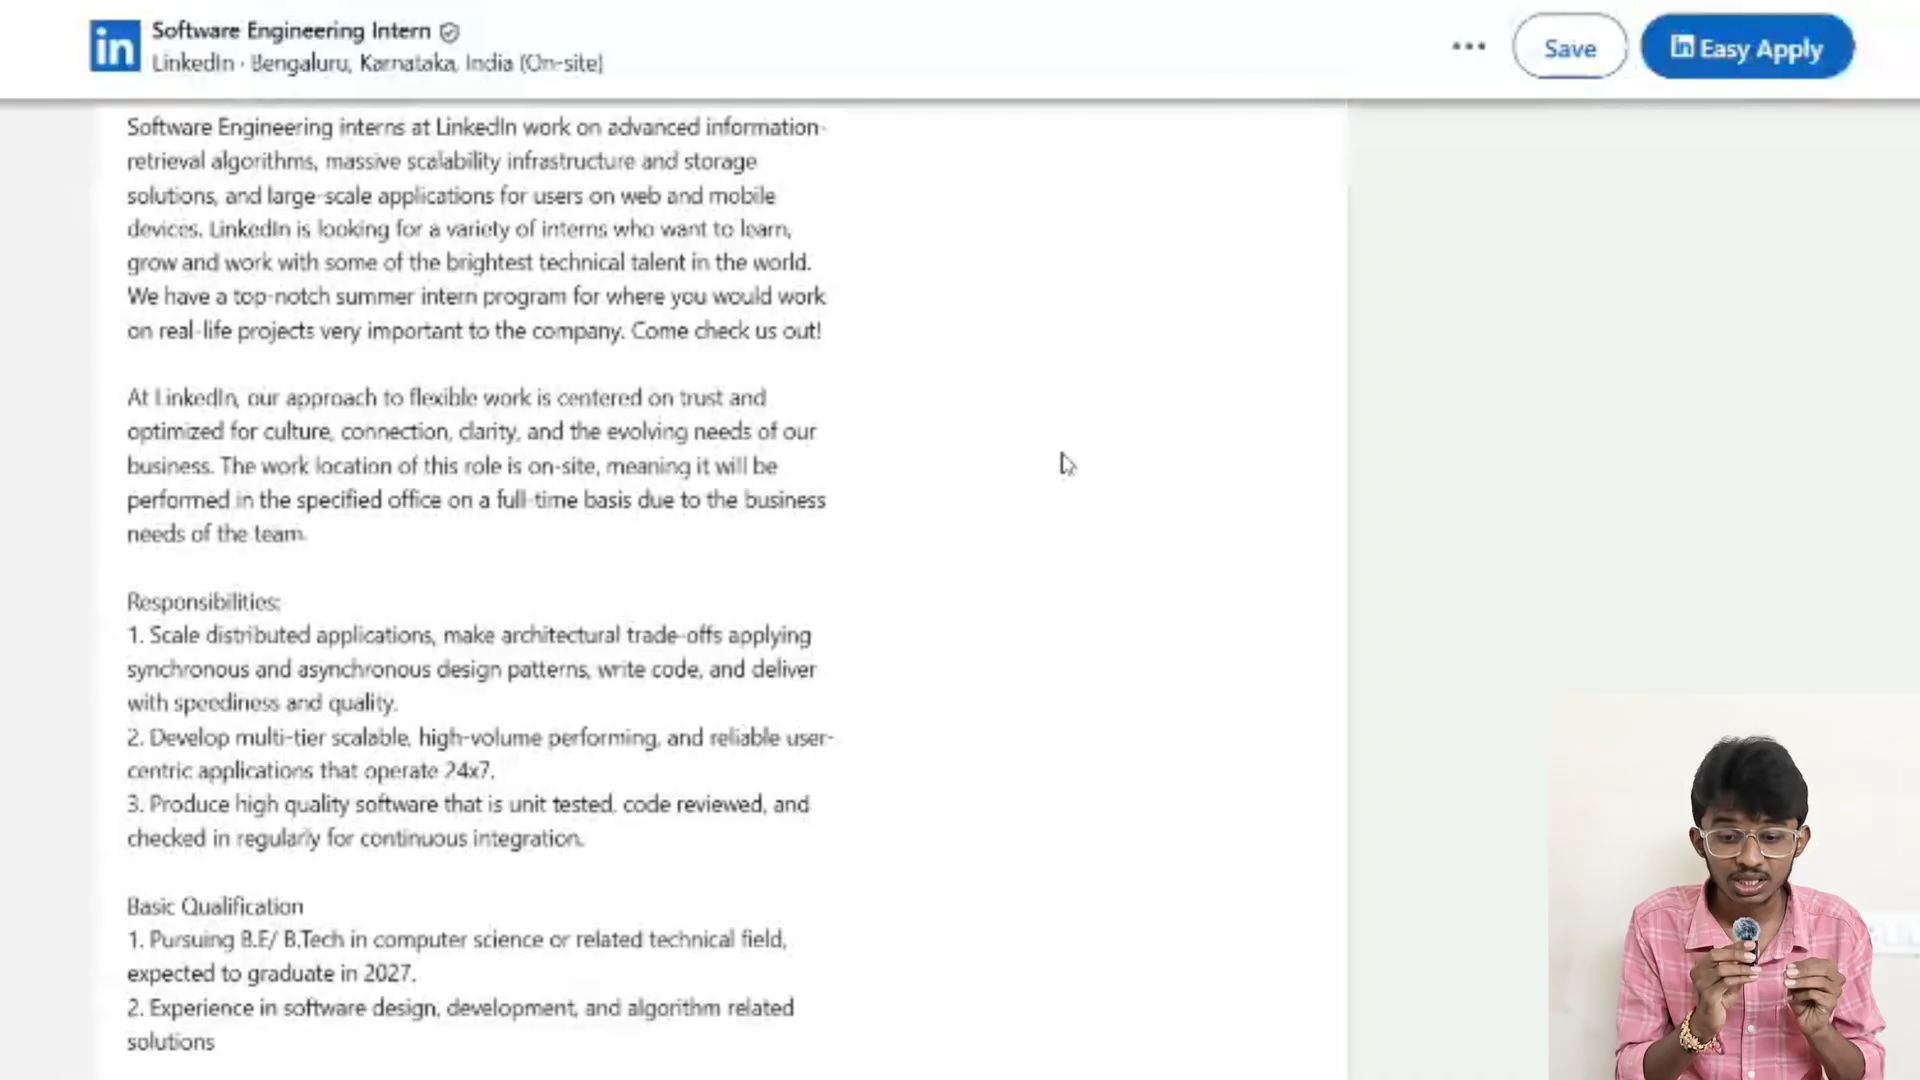 in
Software Engineering Intern
LinkedIn · Bengaluru, Karnataka, India (On-site)
Save
in Easy Apply
Software Engineering interns at LinkedIn work on advanced information-
retrieval algorithms, massive scalability infrastructure and storage
solutions, and large-scale applications for users on web and mobile
devices. LinkedIn is looking for a variety of interns who want to learn,
grow and work with some of the brightest technical talent in the world.
We have a top-notch summer intern program for where you would work
on real-life projects very important to the company. Come check us out!
At LinkedIn, our approach to flexible work is centered on trust and
optimized for culture, connection, clarity, and the evolving needs of our
business. The work location of this role is on-site, meaning it will be
performed in the specified office on a full-time basis due to the business
needs of the team.
Responsibilities:
1. Scale distributed applications, make architectural trade-offs applying
synchronous and asynchronous design patterns, write code, and deliver
with speediness and quality.
2. Develop multi-tier scalable, high-volume performing, and reliable user-
centric applications that operate 24x7.
3. Produce high quality software that is unit tested, code reviewed, and
checked in regularly for continuous integration.
Basic Qualification
1. Pursuing B.E/ B.Tech in computer science or related technical field,
expected to graduate in 2027.
2. Experience in software design, development, and algorithm related
solutions